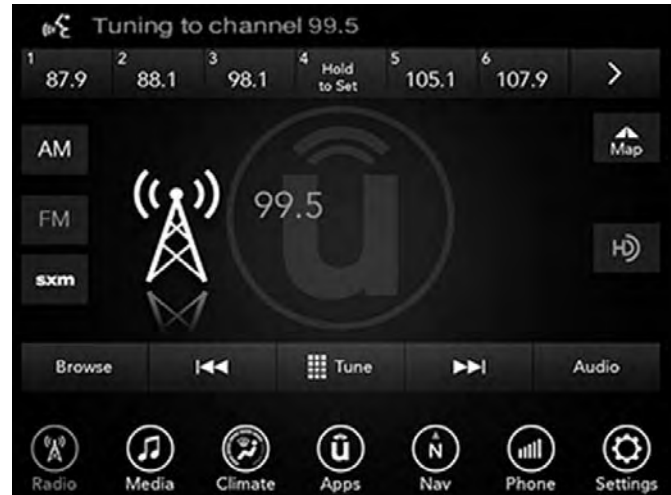 Tuning to channel 99.5
1 87.9 2 88.1 3 98.1 4 Hold to Set 5 105.1 6 107.9
AM
Map
99.5
FM
HD
sxm
Browse Tune Audio
Radio Media Climate Apps Nav Phone Settings